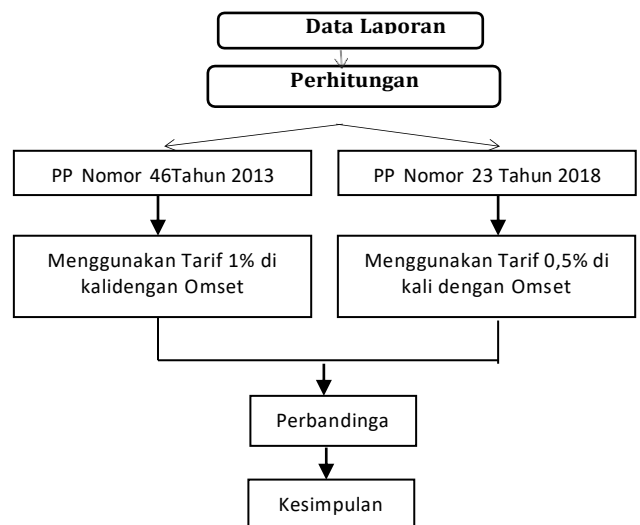 Data Laporan
Perhitungan
PP Nomor 46Tahun 2013
PP Nomor 23 Tahun 2018
Menggunakan Tarif 1% di
kalidengan Omset
Menggunakan Tarif 0,5% di
kali dengan Omset
Perbandinga
Kesimpulan